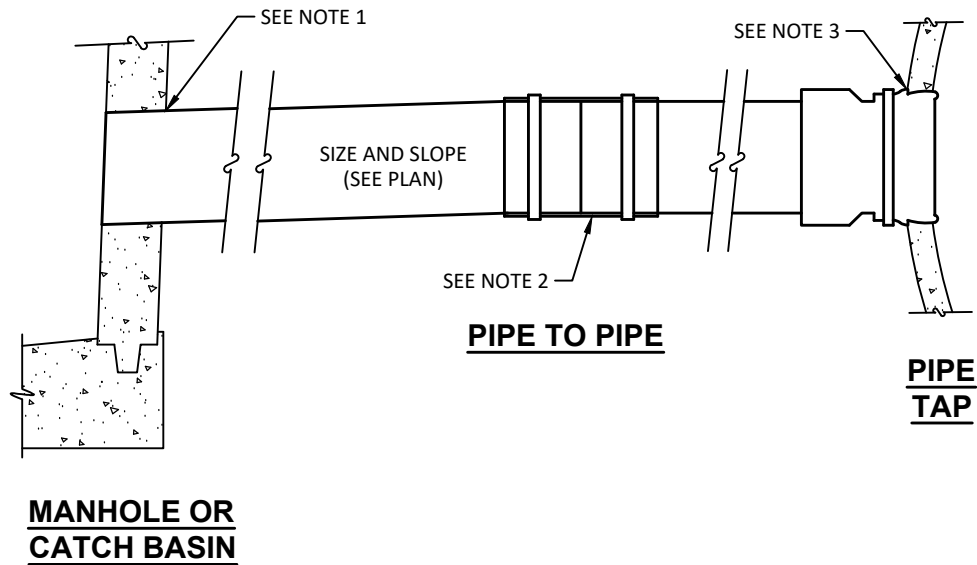 SEE NOTE 1
SEE NOTE 3
SIZE AND SLOPE
(SEE PLAN)
SEE NOTE 2
PIPE TO PIPE
PIPE
TAP
MANHOLE OR
CATCH BASIN